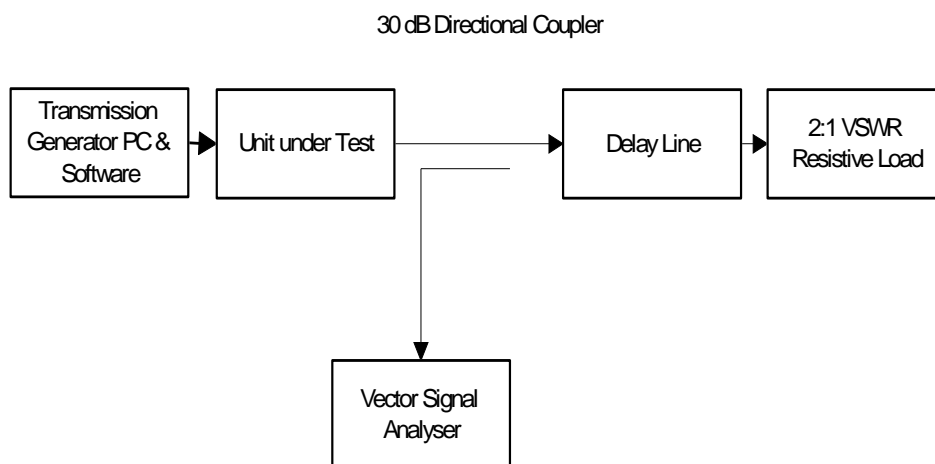 30 dB Directional Coupler
Transmission
Generator PC &
Software
Unit under Test
Delay Line
2:1 VSWR
Resistive Load
Vector Signal
Analyser